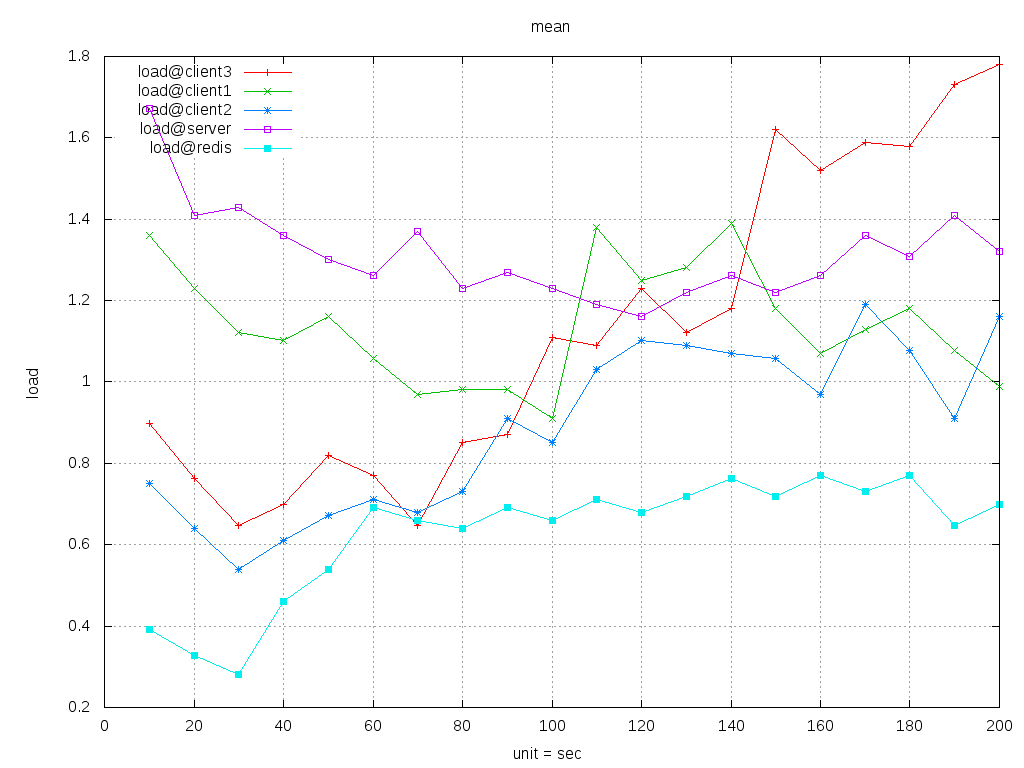 mean
1.8
load@client3
load@client1
load@client2
load@server
load@redis
1.6
1.4
1.2
1
0.8
0.6
0.4
0.2
load
0 20 40 60 80 100 120 140 160 180 200
unit = sec